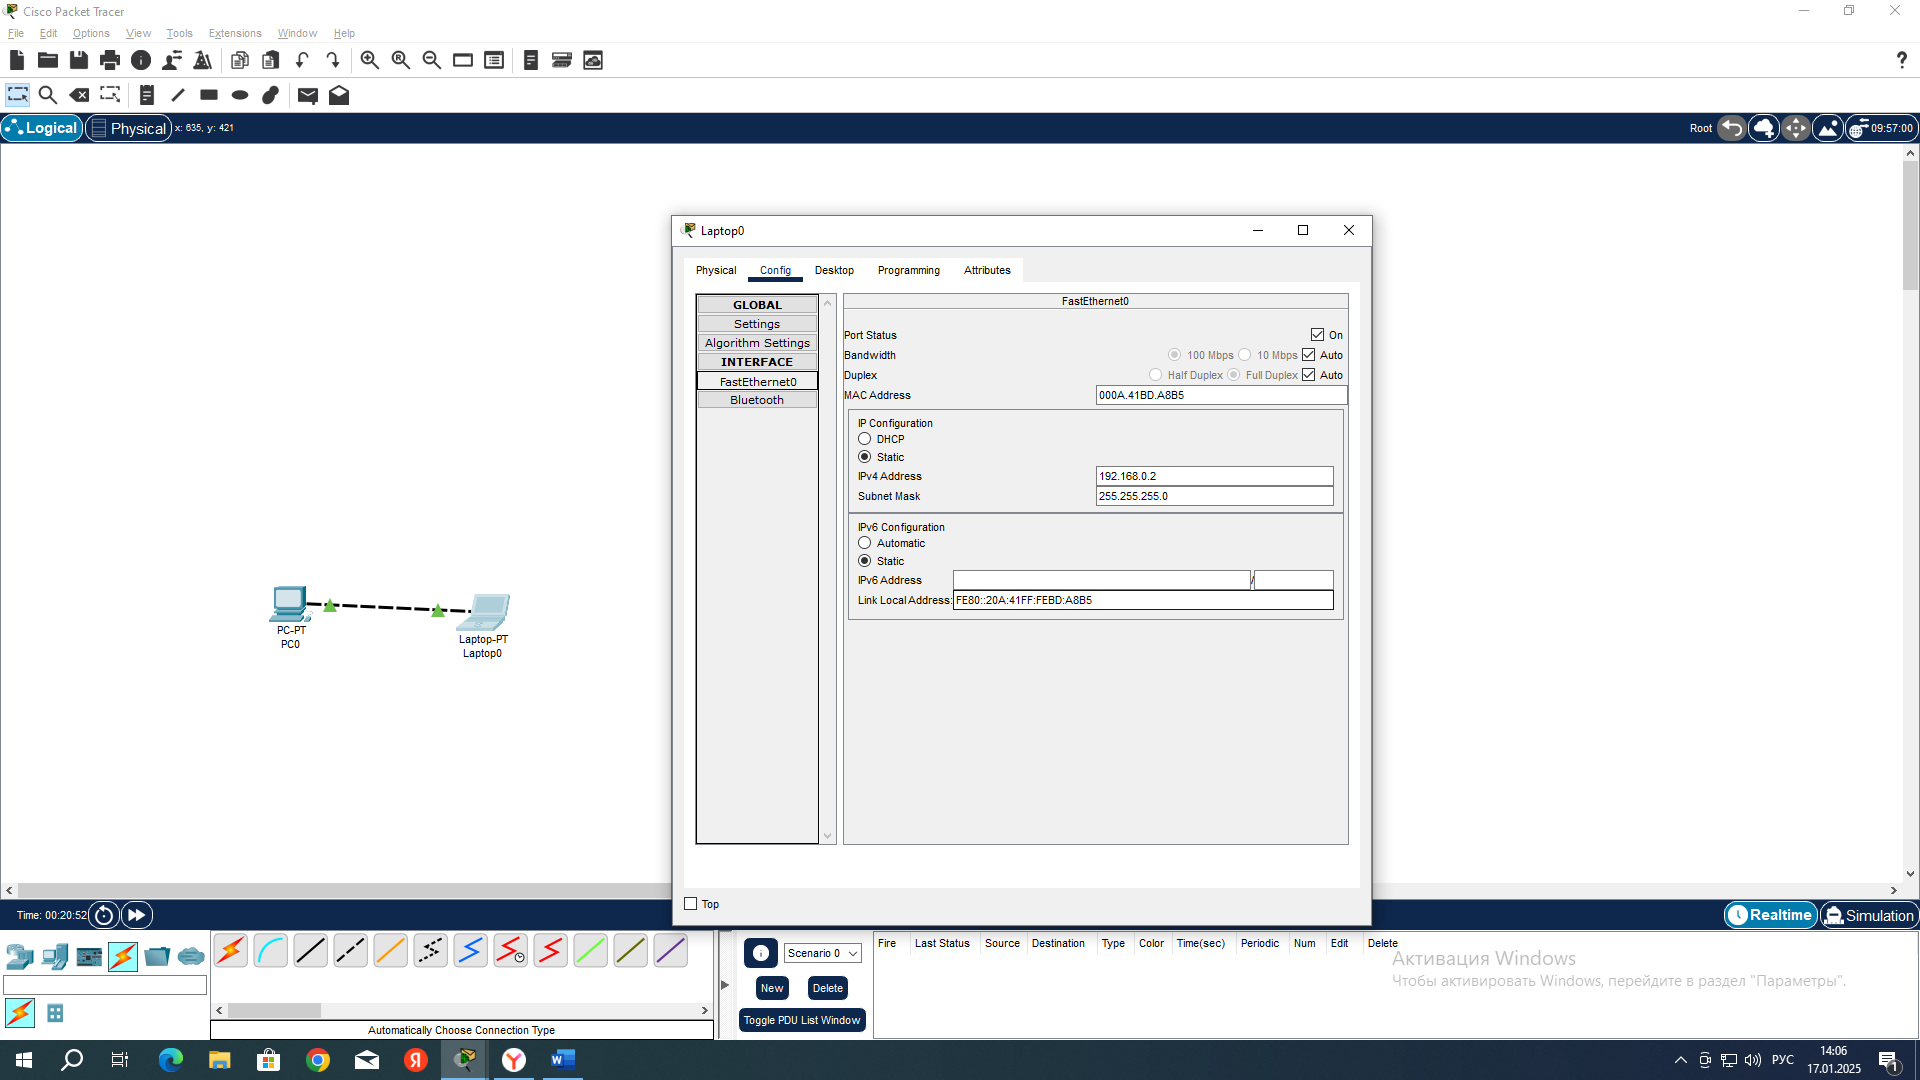 Cisco Packet Tracer
File Edit Options View Tools Extensions Window Help
Logical Physical x: 635, y: 421 Root 09:57:00
Laptop0
Physical Config Desktop Programming Attributes
GLOBAL
Settings
Algorithm Settings
INTERFACE
FastEthernet0
Bluetooth
FastEthernet0
Port Status On
Bandwidth 100 Mbps 10 Mbps Auto
Duplex Half Duplex Full Duplex Auto
MAC Address 000A.41BD.A8B5
IP Configuration
DHCP
Static
IPv4 Address 192.168.0.2
Subnet Mask 255.255.255.0
IPv6 Configuration
Automatic
Static
IPv6 Address /
Link Local Address: FE80::20A:41FF:FEBD:A8B5
Top
PC-PT
PC0
Laptop-PT
Laptop0
Time: 00:20:52 Realtime Simulation
Scenario 0
New Delete
Toggle PDU List Window
Fire Last Status Source Destination Type Color Time(sec) Periodic Num Edit Delete
Активация Windows
Чтобы активировать Windows, перейдите в раздел "Параметры".
Automatically Choose Connection Type
РУС
14:06
17.01.2025
1